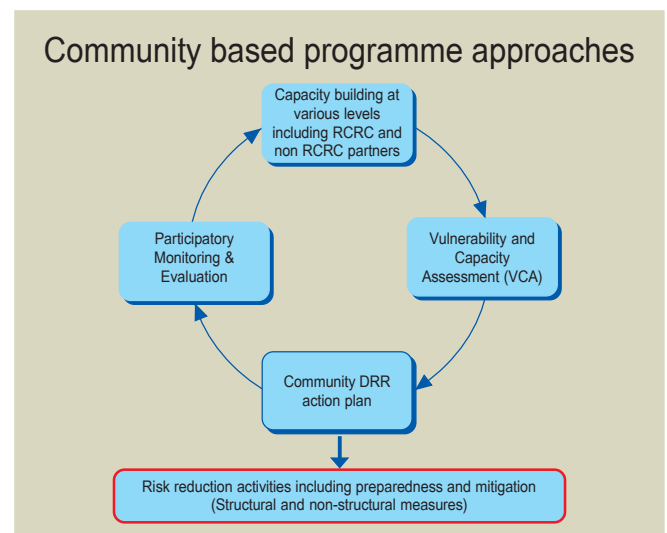 Community based programme approaches
Capacity building at
various levels
including RCRC and
non RCRC partners
Participatory
Monitoring &
Evaluation
Vulnerability and
Capacity
Assessment (VCA)
Community DRR
action plan
Risk reduction activities including preparedness and mitigation
(Structural and non-structural measures)